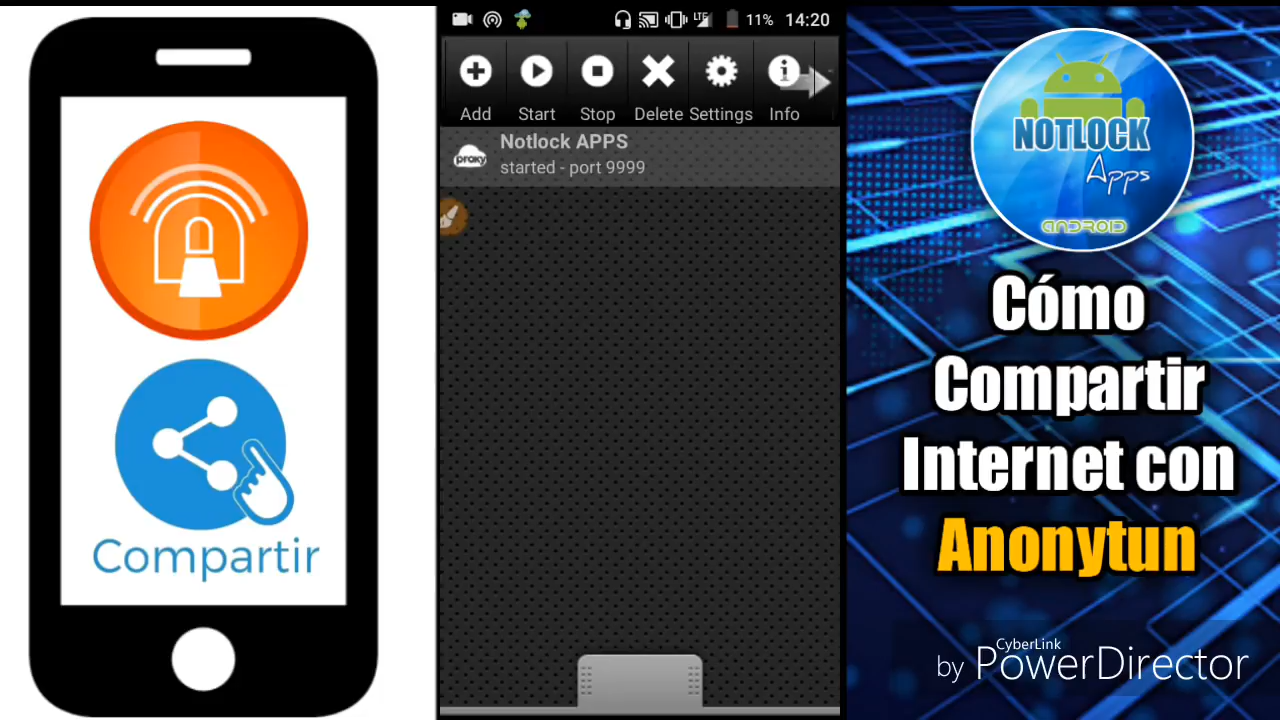 Compartir
LTE 11% 14:20
Add Start Stop Delete Settings Info
proxy
Notlock APPS
started - port 9999
NOTLOCK
Apps
ANDROID
Cómo
Compartir
Internet con
Anonytun
CyberLink
by PowerDirector